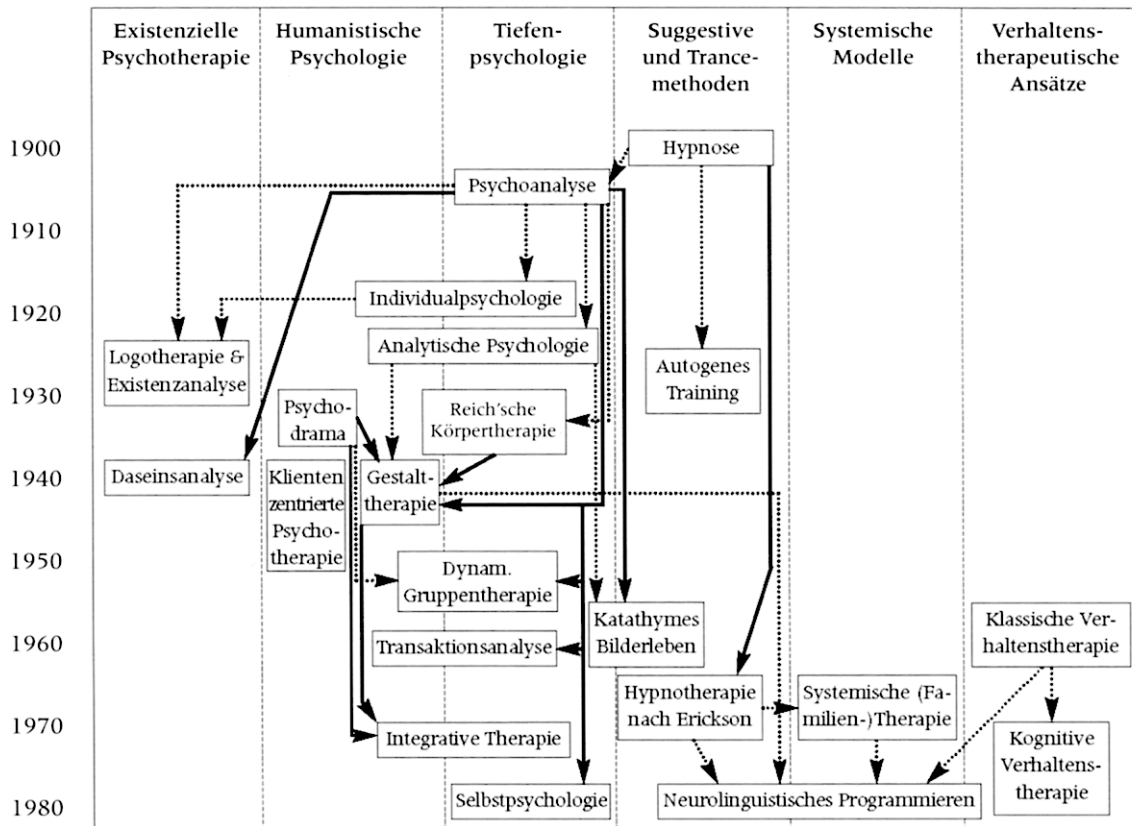 Existenzielle
Psychotherapie
Humanistische
Psychologie
Tiefen-
psychologie
Suggestive
und Trance-
methoden
Systemische
Modelle
Verhaltens-
therapeutische
Ansätze
1900
Hypnose
Psychoanalyse
1910
Individualpsychologie
1920
Analytische Psychologie
Logotherapie &
Existenzanalyse
Autogenes
Training
1930
Psycho-
drama
Reich'sche
Körpertherapie
1940
Daseinsanalyse
Klienten
zentrierte
Psycho-
therapie
Gestalt-
therapie
1950
Dynam.
Gruppentherapie
1960
Katathymes
Bilderleben
Klassische Ver-
haltenstherapie
Transaktionsanalyse
Hypnotherapie
nach Erickson
Systemische (Fa-
milien-)Therapie
1970
Integrative Therapie
Kognitive
Verhaltens-
therapie
1980
Selbstpsychologie
Neurolinguistisches Programmieren